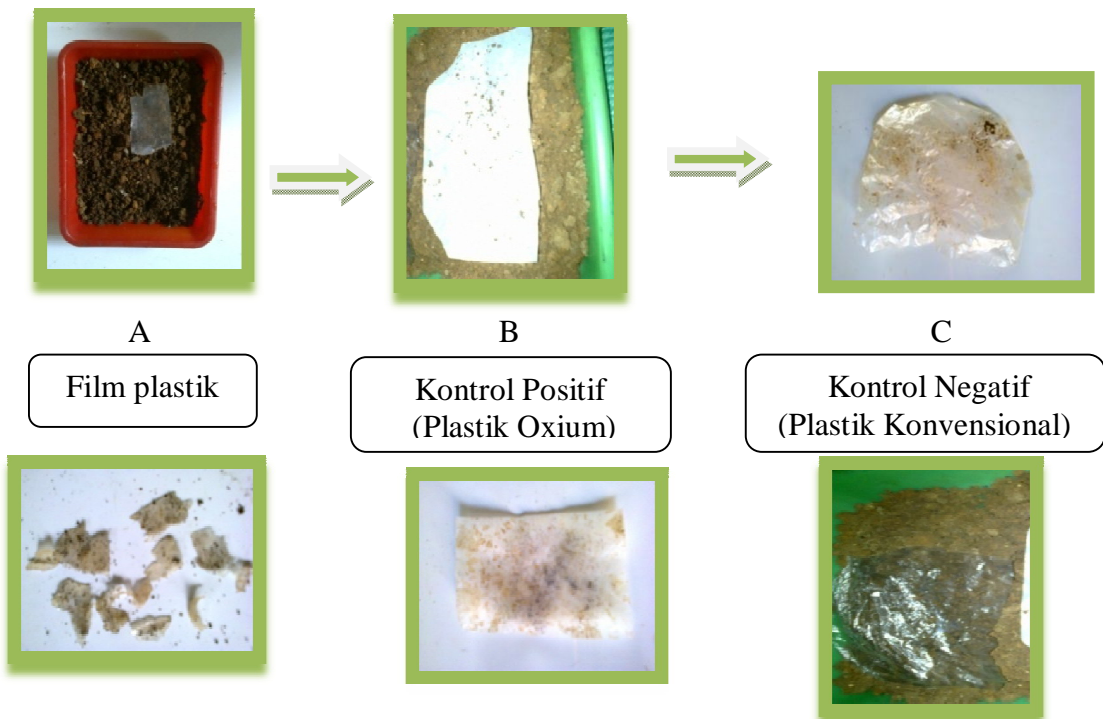 A
B
C
Film plastik
Kontrol Positif
(Plastik Oxium)
Kontrol Negatif
(Plastik Konvensional)